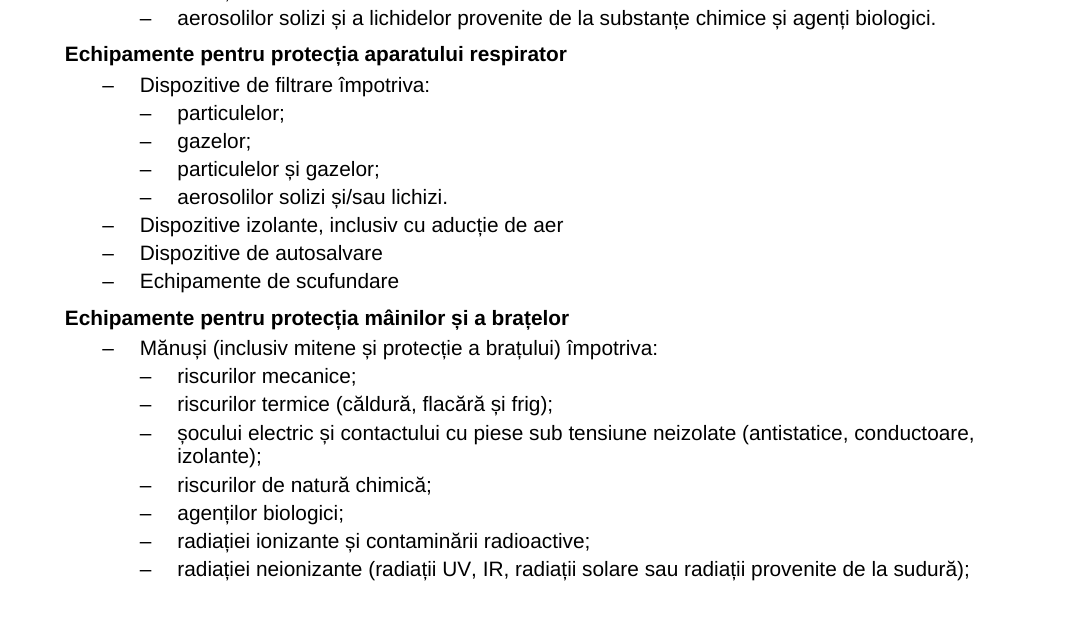 – aerosolilor solizi și a lichidelor provenite de la substanțe chimice și agenți biologici.
Echipamente pentru protecția aparatului respirator
– Dispozitive de filtrare împotriva:
– particulelor;
– gazelor;
– particulelor și gazelor;
– aerosolilor solizi și/sau lichizi.
– Dispozitive izolante, inclusiv cu aducție de aer
– Dispozitive de autosalvare
– Echipamente de scufundare
Echipamente pentru protecția mâinilor și a brațelor
– Mănuși (inclusiv mitene și protecție a brațului) împotriva:
– riscurilor mecanice;
– riscurilor termice (căldură, flacără și frig);
– șocului electric și contactului cu piese sub tensiune neizolate (antistatice, conductoare,
izolante);
– riscurilor de natură chimică;
– agenților biologici;
– radiației ionizante și contaminării radioactive;
– radiației neionizante (radiații UV, IR, radiații solare sau radiații provenite de la sudură);